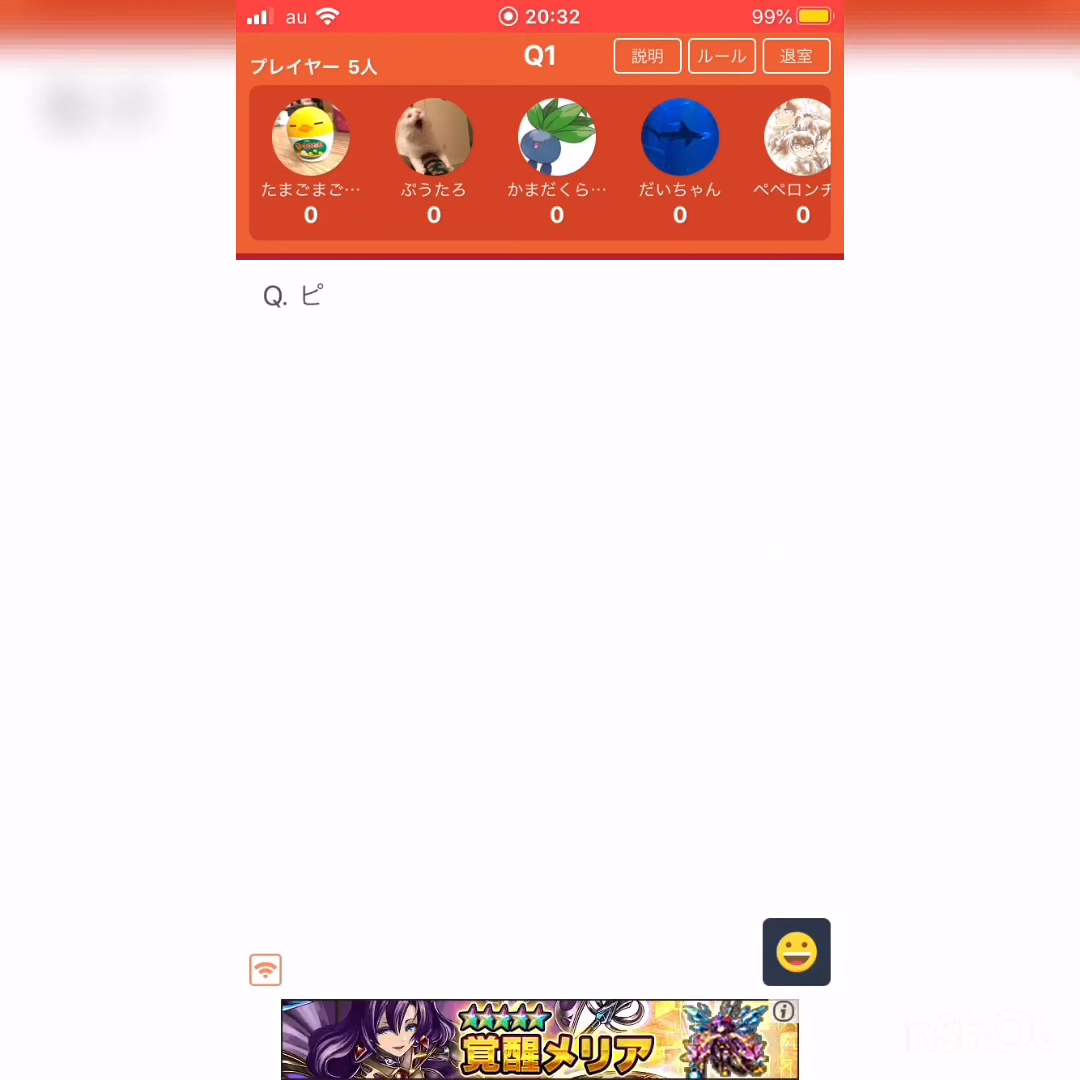 au 20:32 99%
プレイヤー 5人 Q1 説明 ルール 退室
たまごまご… ぷうたろ かまだくら… だいちゃん ペペロンチ
0 0 0 0 0
Q. ピ
覚醒メリア